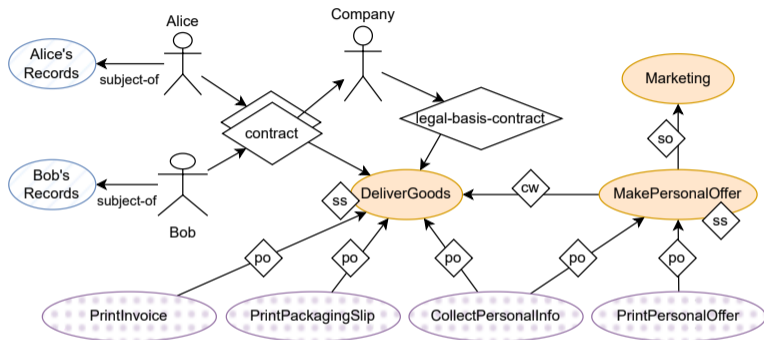 Alice
Company
Alice's
Records
subject-of
Marketing
contract
legal-basis-contract
so
Bob's
Records
subject-of
Bob
ss
DeliverGoods
cw
MakePersonalOffer
ss
po
po
po
po
po
PrintInvoice
PrintPackagingSlip
CollectPersonalInfo
PrintPersonalOffer